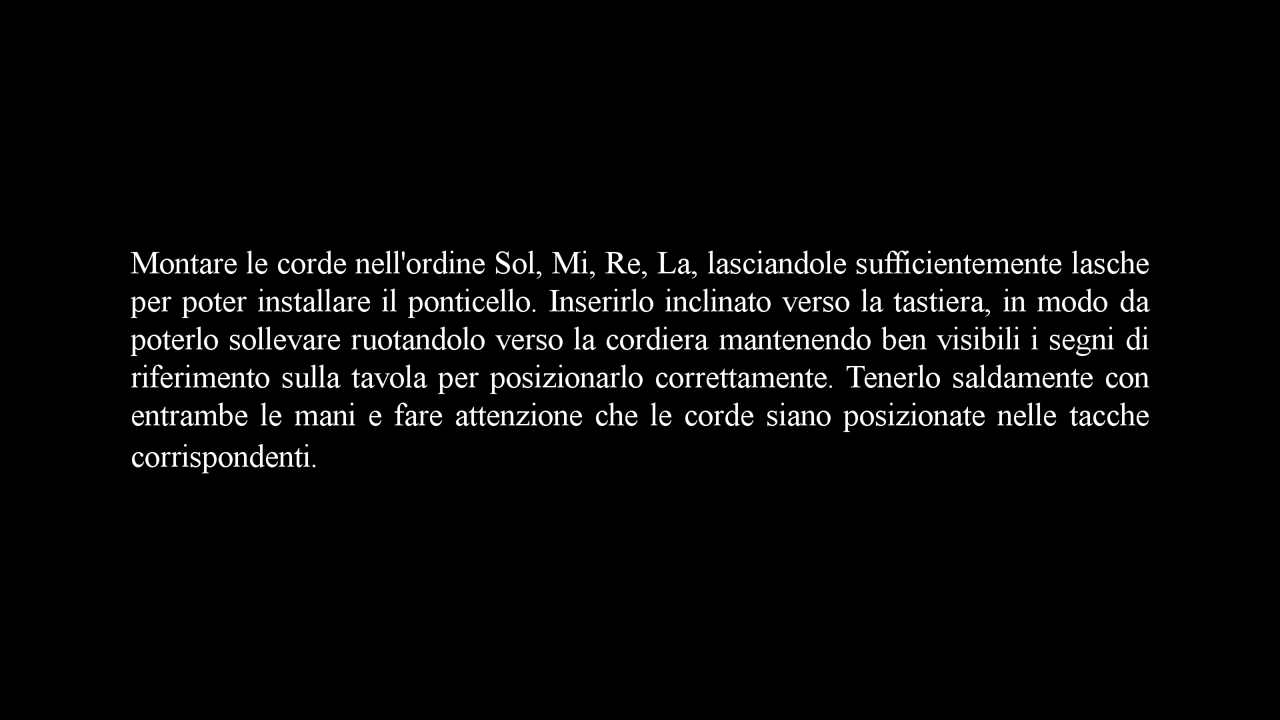 Montare le corde nell'ordine Sol, Mi, Re, La, lasciandole sufficientemente lasche
per poter installare il ponticello. Inserirlo inclinato verso la tastiera, in modo da
poterlo sollevare ruotandolo verso la cordiera mantenendo ben visibili i segni di
riferimento sulla tavola per posizionarlo correttamente. Tenerlo saldamente con
entrambe le mani e fare attenzione che le corde siano posizionate nelle tacche
corrispondenti.